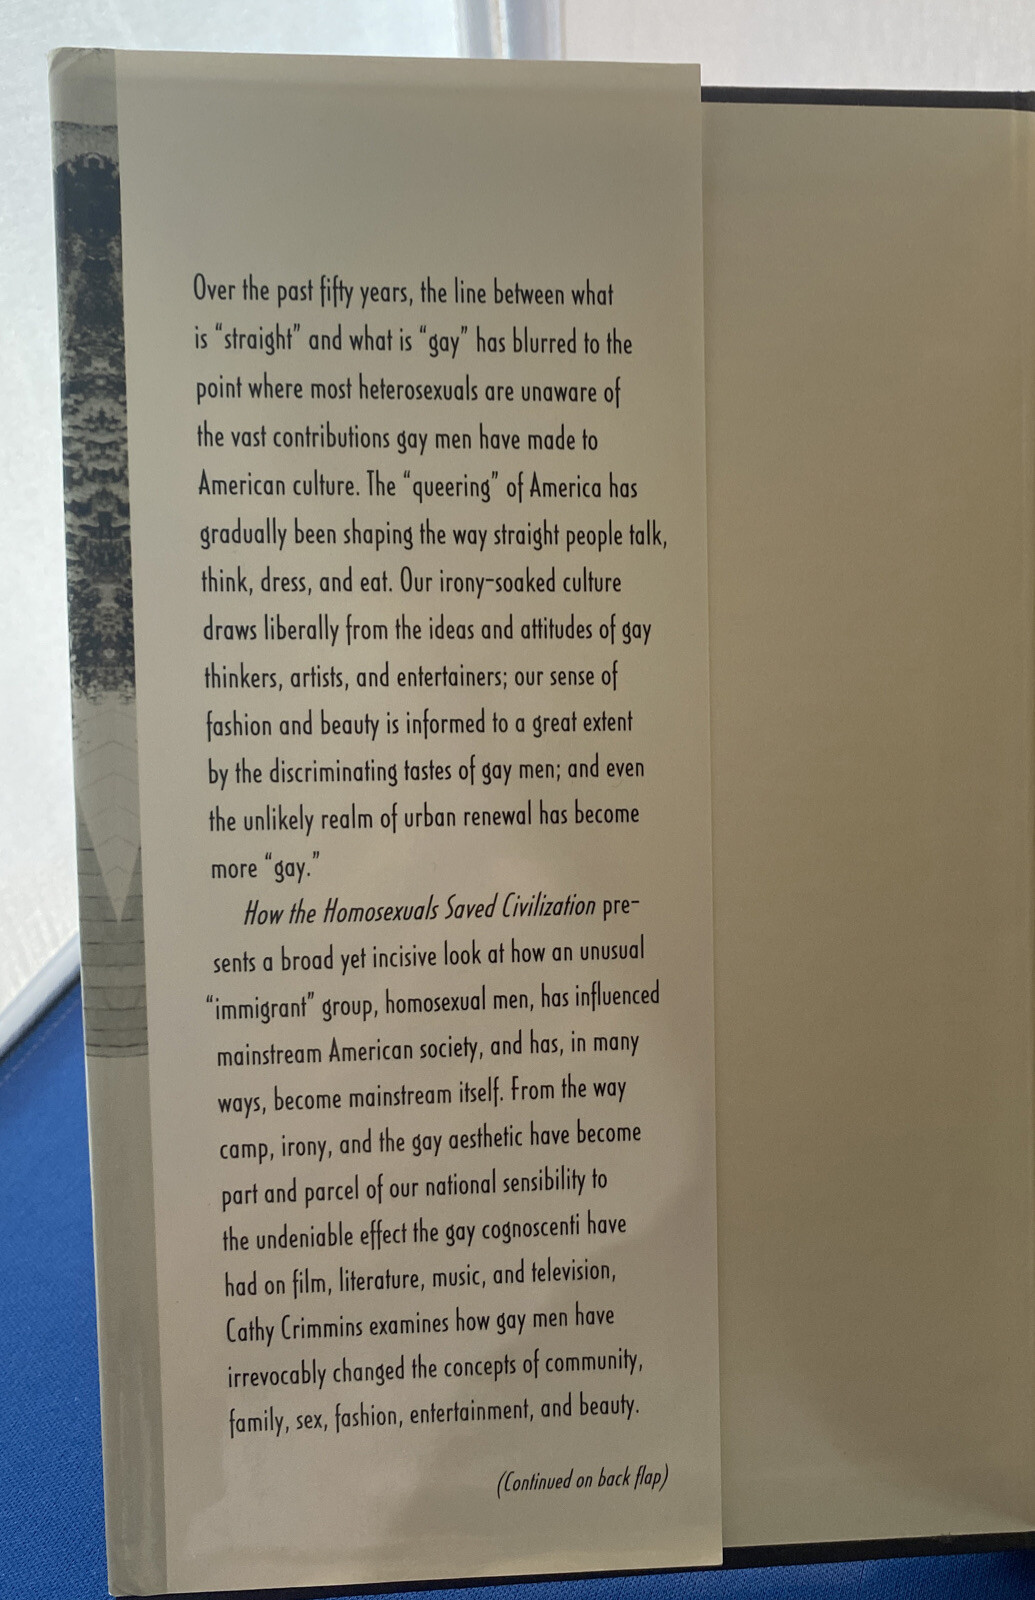 Over the past fifty years, the line between what
is “straight” and what is “gay” has blurred to the
point where most heterosexuals are unaware of
the vast contributions gay men have made to
American culture. The “queering” of America has
gradually been shaping the way straight people talk,
think, dress, and eat. Our irony-soaked culture
draws liberally from the ideas and attitudes of gay
thinkers, artists, and entertainers; our sense of
fashion and beauty is informed to a great extent
by the discriminating tastes of gay men; and even
the unlikely realm of urban renewal has become
more “gay.”
How the Homosexuals Saved Civilization pre-
sents a broad yet incisive look at how an unusual
“immigrant” group, homosexual men, has influenced
mainstream American society, and has, in many
ways, become mainstream itself. From the way
camp, irony, and the gay aesthetic have become
part and parcel of our national sensibility to
the undeniable effect the gay cognoscenti have
had on film, literature, music, and television,
Cathy Crimmins examines how gay men have
irrevocably changed the concepts of community,
family, sex, fashion, entertainment, and beauty.
(Continued on back flap)